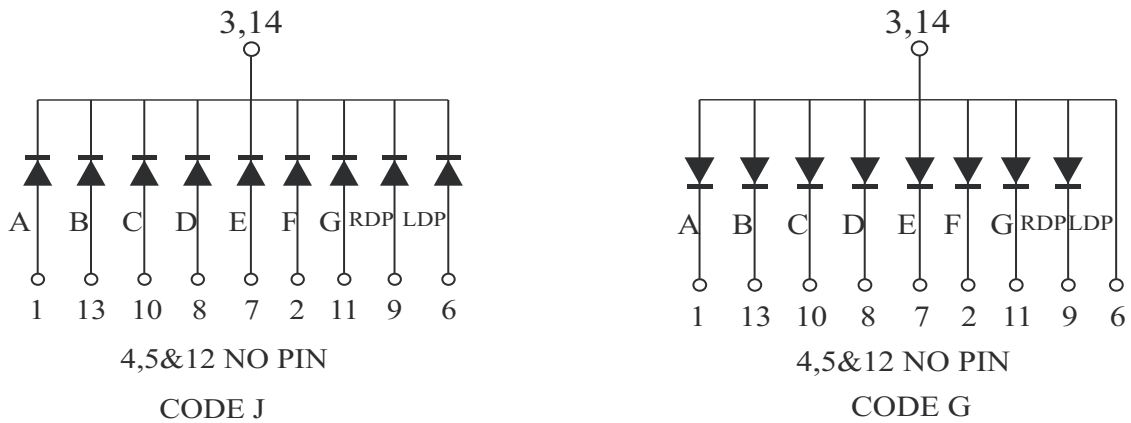 3,14
A B C D E F G RDP LDP
1 13 10 8 7 2 11 9 6
4,5&12 NO PIN
CODE J
3,14
A B C D E F G RDP LDP
1 13 10 8 7 2 11 9 6
4,5&12 NO PIN
CODE G